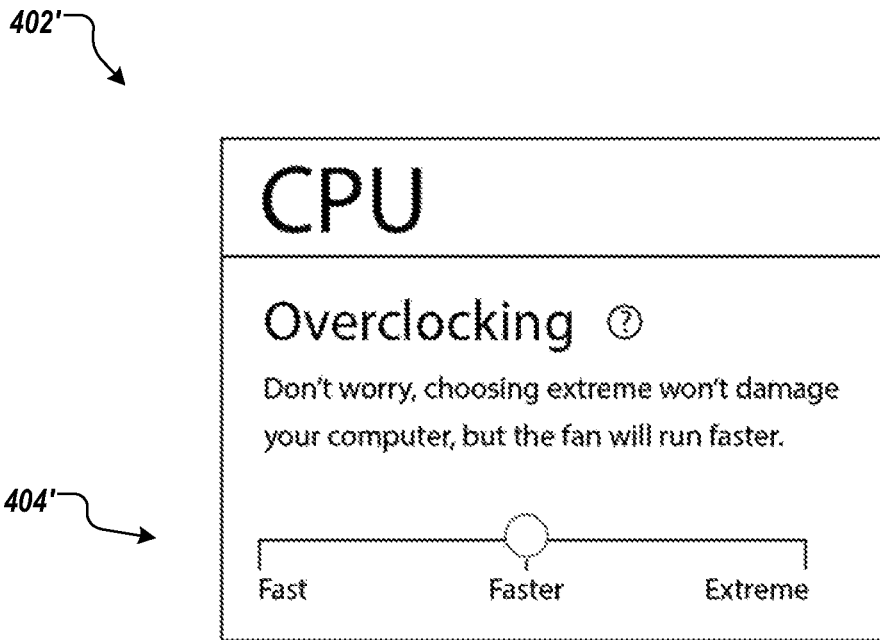 402'
CPU
Overclocking ?
Don't worry, choosing extreme won't damage
your computer, but the fan will run faster.
404'
Fast Faster Extreme